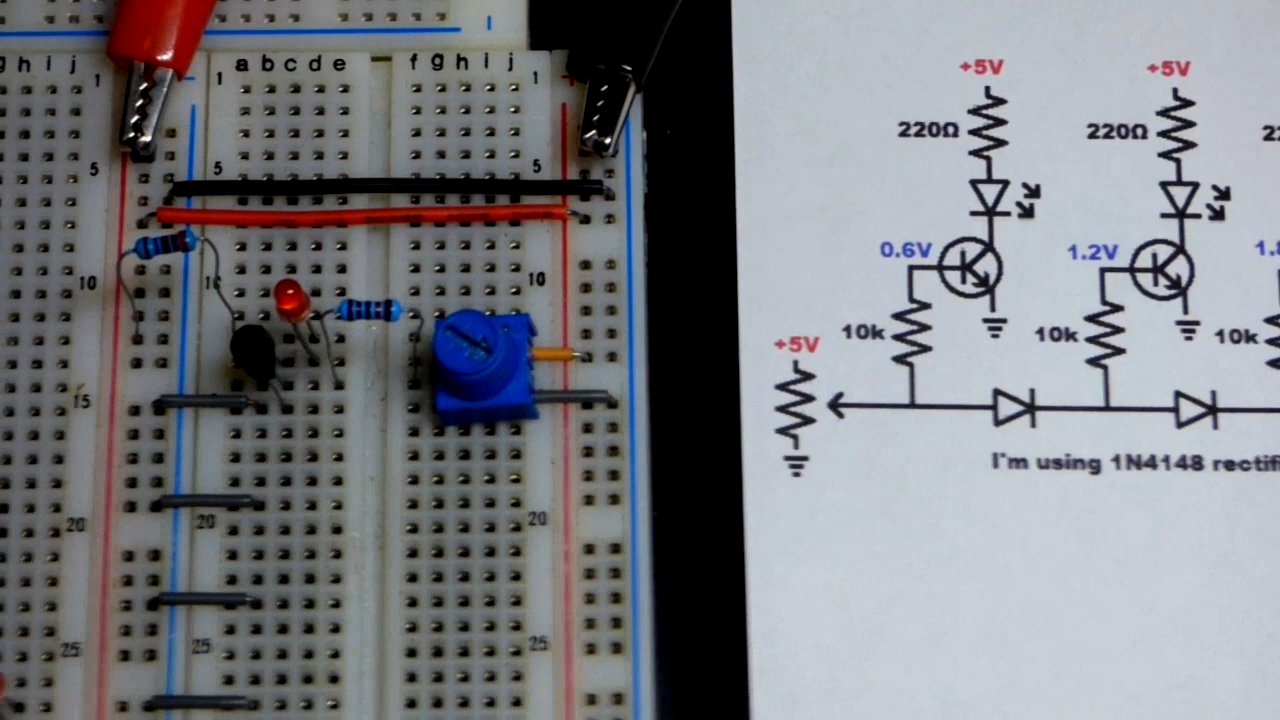 g h i j
a b c d e
f g h i j
1
1
1
5
5
5
10
10
10
15
20
20
20
25
25
25
+5V
+5V
220Ω
220Ω
0.6V
1.2V
10k
10k
10k
+5V
I'm using 1N4148